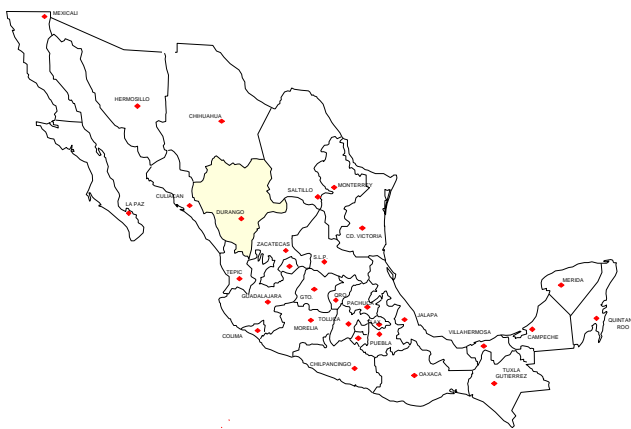 MEXICALI
HERMOSILLO
CHIHUAHUA
LA PAZ
CULIACAN
SALTILLO
MONTERREY
DURANGO
CD. VICTORIA
ZACATECAS
S.L.P.
TEPIC
MERIDA
GUADALAJARA
GTO.
QRO.
PACHUCA
COLIMA
MORELIA
TOLUCA
JALAPA
PUEBLA
VILLAHERMOSA
CAMPECHE
QUINTAN
ROO
CHILPANCINGO
OAXACA
TUXLA
GUTIERREZ